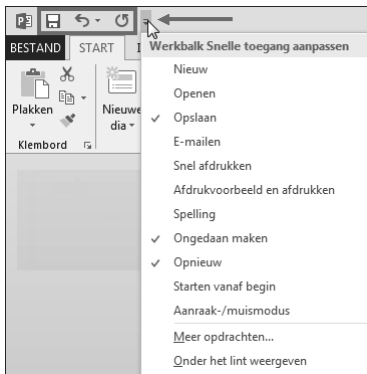 BESTAND START
Plakken
Nieuwe
dia
Klembord
Werkbalk Snelle toegang aanpassen
Nieuw
Openen
Opslaan
E-mailen
Snel afdrukken
Afdrukvoorbeeld en afdrukken
Spelling
Ongedaan maken
Opnieuw
Starten vanaf begin
Aanraak-/muismodus
Meer opdrachten...
Onder het lint weergeven